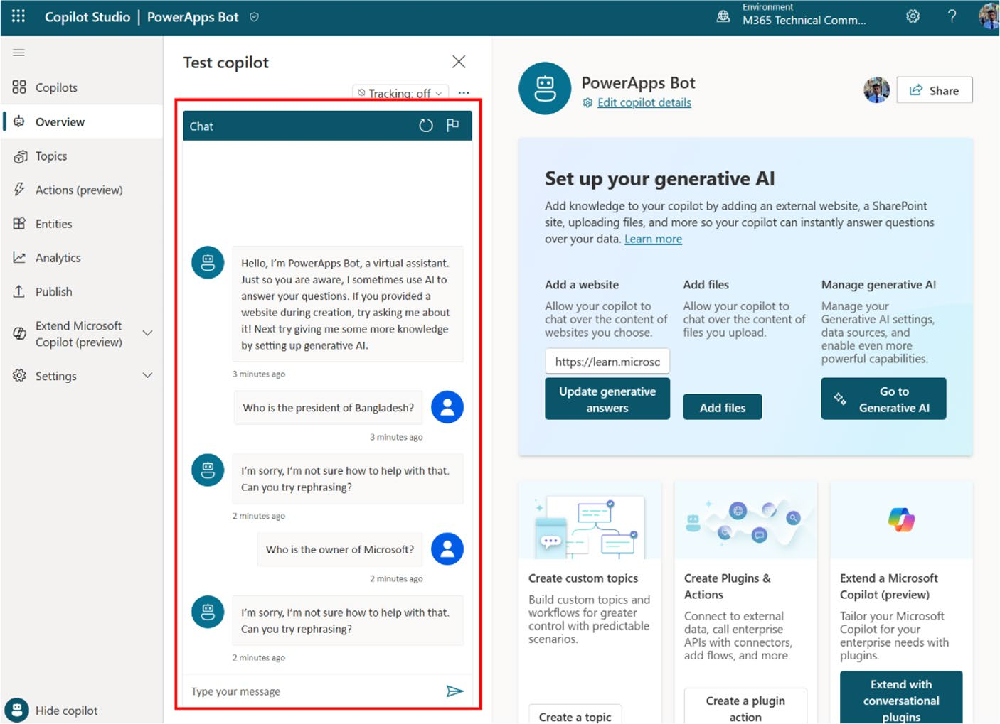 Copilot Studio | PowerApps Bot
Environment
M365 Technical Comm...
?
Copilots
Overview
Topics
Actions (preview)
Entities
Analytics
Publish
Extend Microsoft
Copilot (preview)
Settings
Hide copilot
Test copilot
Tracking: off
...
Chat
Hello, I'm PowerApps Bot, a virtual assistant.
Just so you are aware, I sometimes use AI to
answer your questions. If you provided a
website during creation, try asking me about
it! Next try giving me some more knowledge
by setting up generative AI.
3 minutes ago
Who is the president of Bangladesh?
3 minutes ago
I'm sorry, I'm not sure how to help with that.
Can you try rephrasing?
2 minutes ago
Who is the owner of Microsoft?
2 minutes ago
I'm sorry, I'm not sure how to help with that.
Can you try rephrasing?
2 minutes ago
Type your message
PowerApps Bot
Edit copilot details
Share
Set up your generative AI
Add knowledge to your copilot by adding an external website, a SharePoint
site, uploading files, and more so your copilot can instantly answer questions
over your data. Learn more
Add a website
Allow your copilot to
chat over the content of
websites you choose.
https://learn.microsc
Update generative
answers
Add files
Allow your copilot to
chat over the content of
files you upload.
Add files
Manage generative AI
Manage your
Generative AI settings,
data sources, and
enable even more
powerful capabilities.
Go to
Generative AI
Create custom topics
Build custom topics and
workflows for greater
control with predictable
scenarios.
Create a topic
Create Plugins &
Actions
Connect to external
data, call enterprise
APIs with connectors,
add flows, and more.
Create a plugin
action
Extend a Microsoft
Copilot (preview)
Tailor your Microsoft
Copilot for your
enterprise needs with
plugins.
Extend with
conversational
plugins